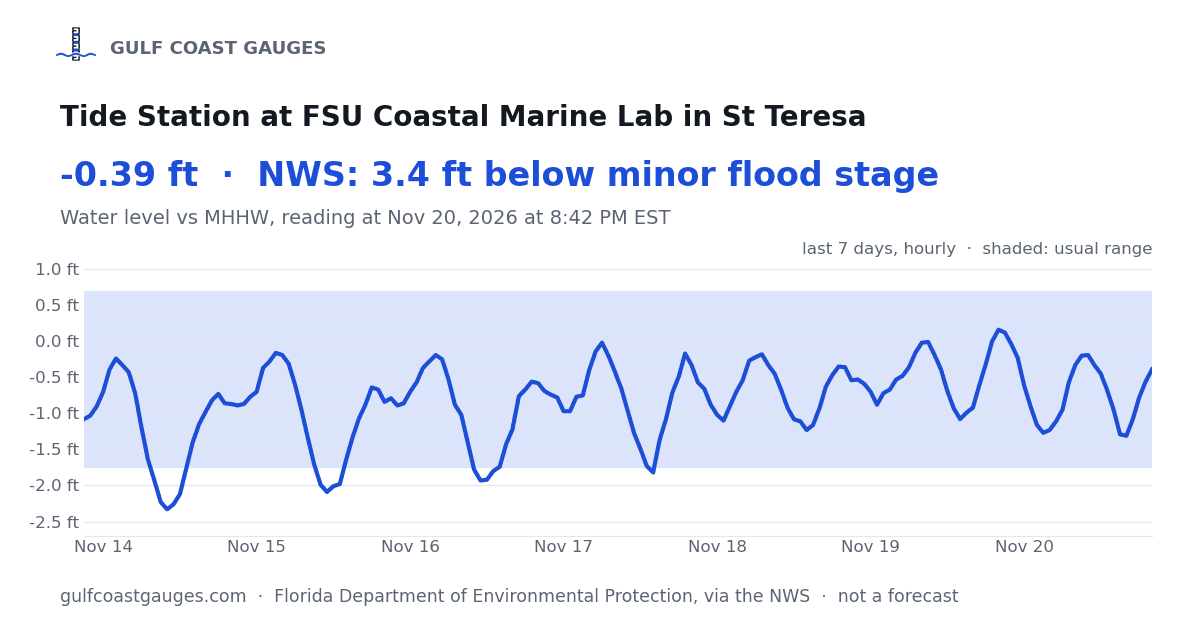 GULF COAST GAUGES
Tide Station at FSU Coastal Marine Lab in St Teresa
-0.39 ft · NWS: 3.4 ft below minor flood stage
Water level vs MHHW, reading at Nov 20, 2026 at 8:42 PM EST
last 7 days, hourly · shaded: usual range
1.0 ft
0.5 ft
0.0 ft
-0.5 ft
-1.0 ft
-1.5 ft
-2.0 ft
-2.5 ft
Nov 14 Nov 15 Nov 16 Nov 17 Nov 18 Nov 19 Nov 20
gulfcoastgauges.com · Florida Department of Environmental Protection, via the NWS · not a forecast